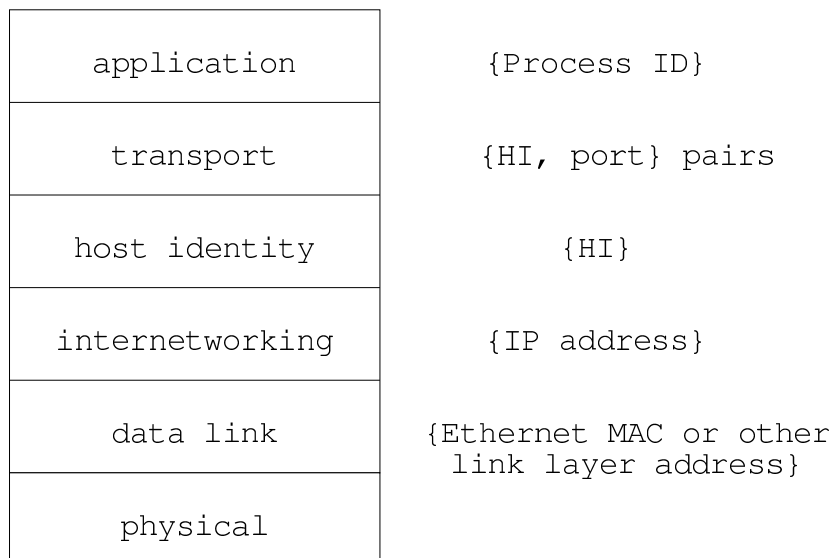 application {Process ID}
transport {HI, port} pairs
host identity {HI}
internetworking {IP address}
data link {Ethernet MAC or other
link layer address}
physical